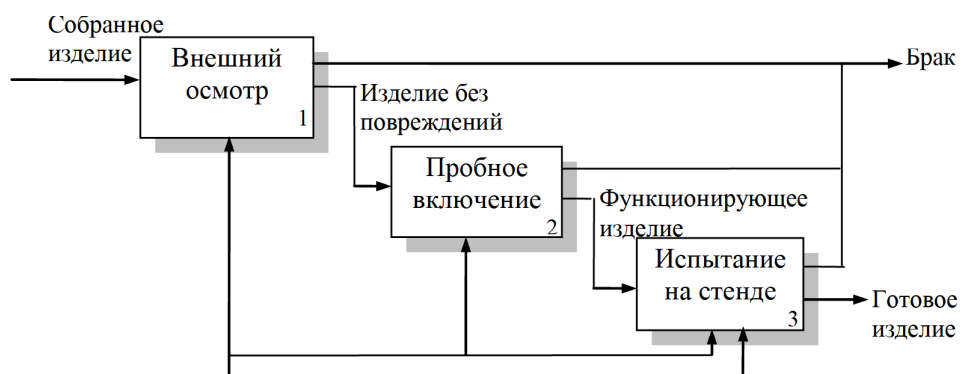 Собранное
изделие
Внешний
осмотр
1
Брак
Изделие без
повреждений
Пробное
включение
2
Функционирующее
изделие
Испытание
на стенде
3
Готовое
изделие